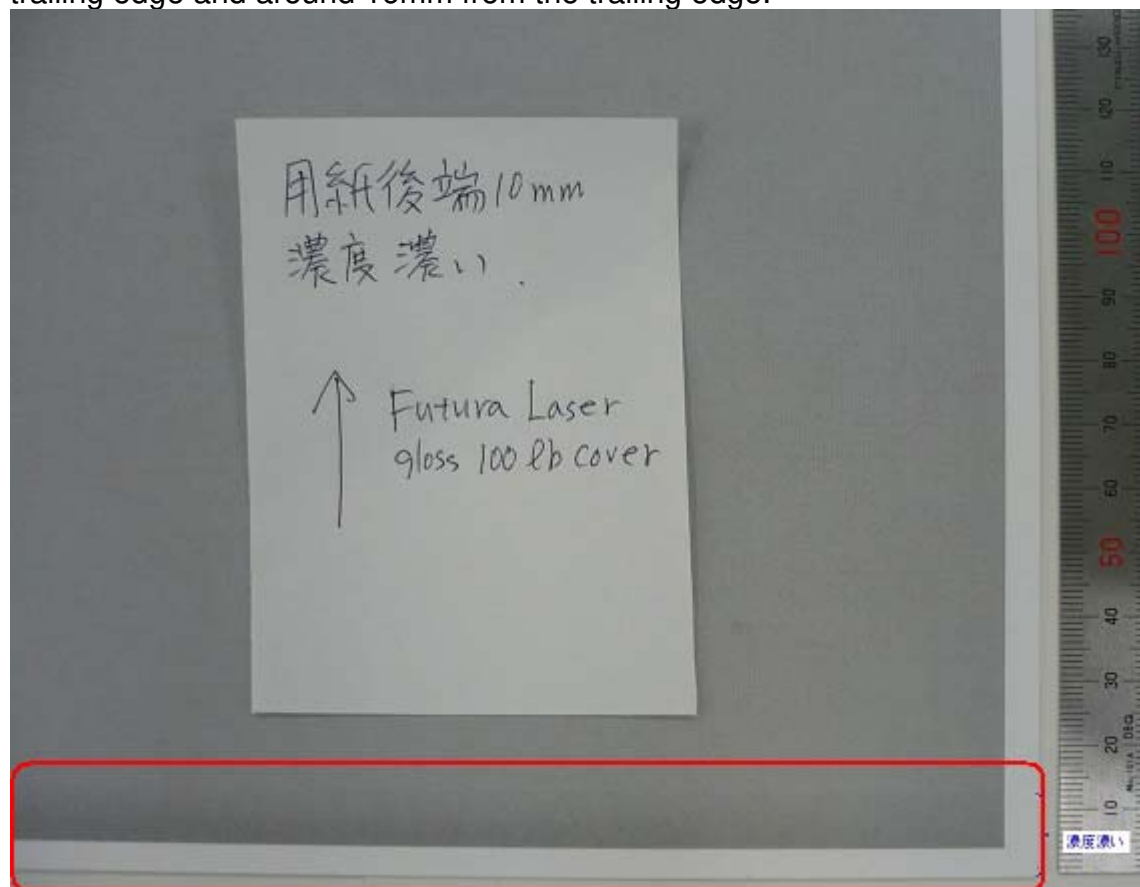 trailing edge and around 10mm from the trailing edge.
用紙後端10mm
濃度濃い.
↑ Futura Laser
gloss 100 lb cover
130
120
110
100
90
80
70
60
50
40
30
20
10
濃度濃い